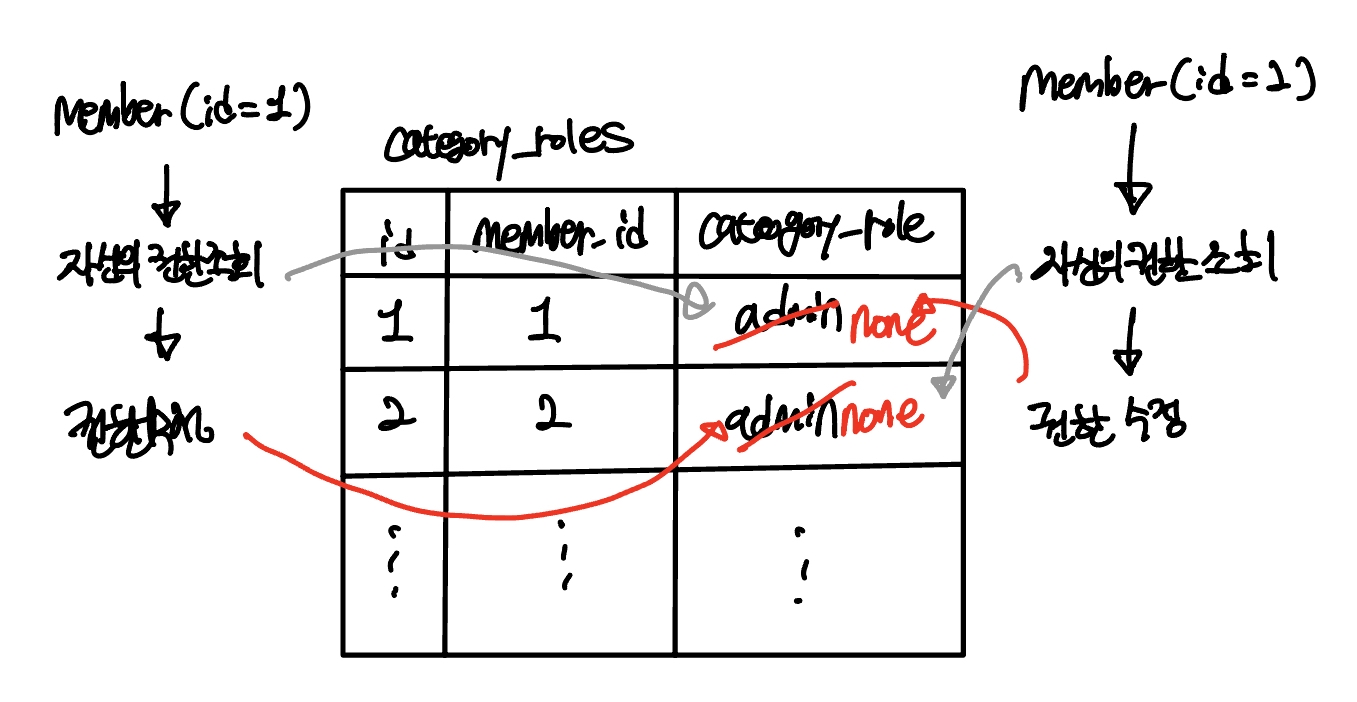 Member (id=1)
자신의 권한조회
권한수정
category_roles
id member_id category_role
1 1 admin none
2 2 admin none
Member (id=2)
자신의 권한 조회
권한 수정